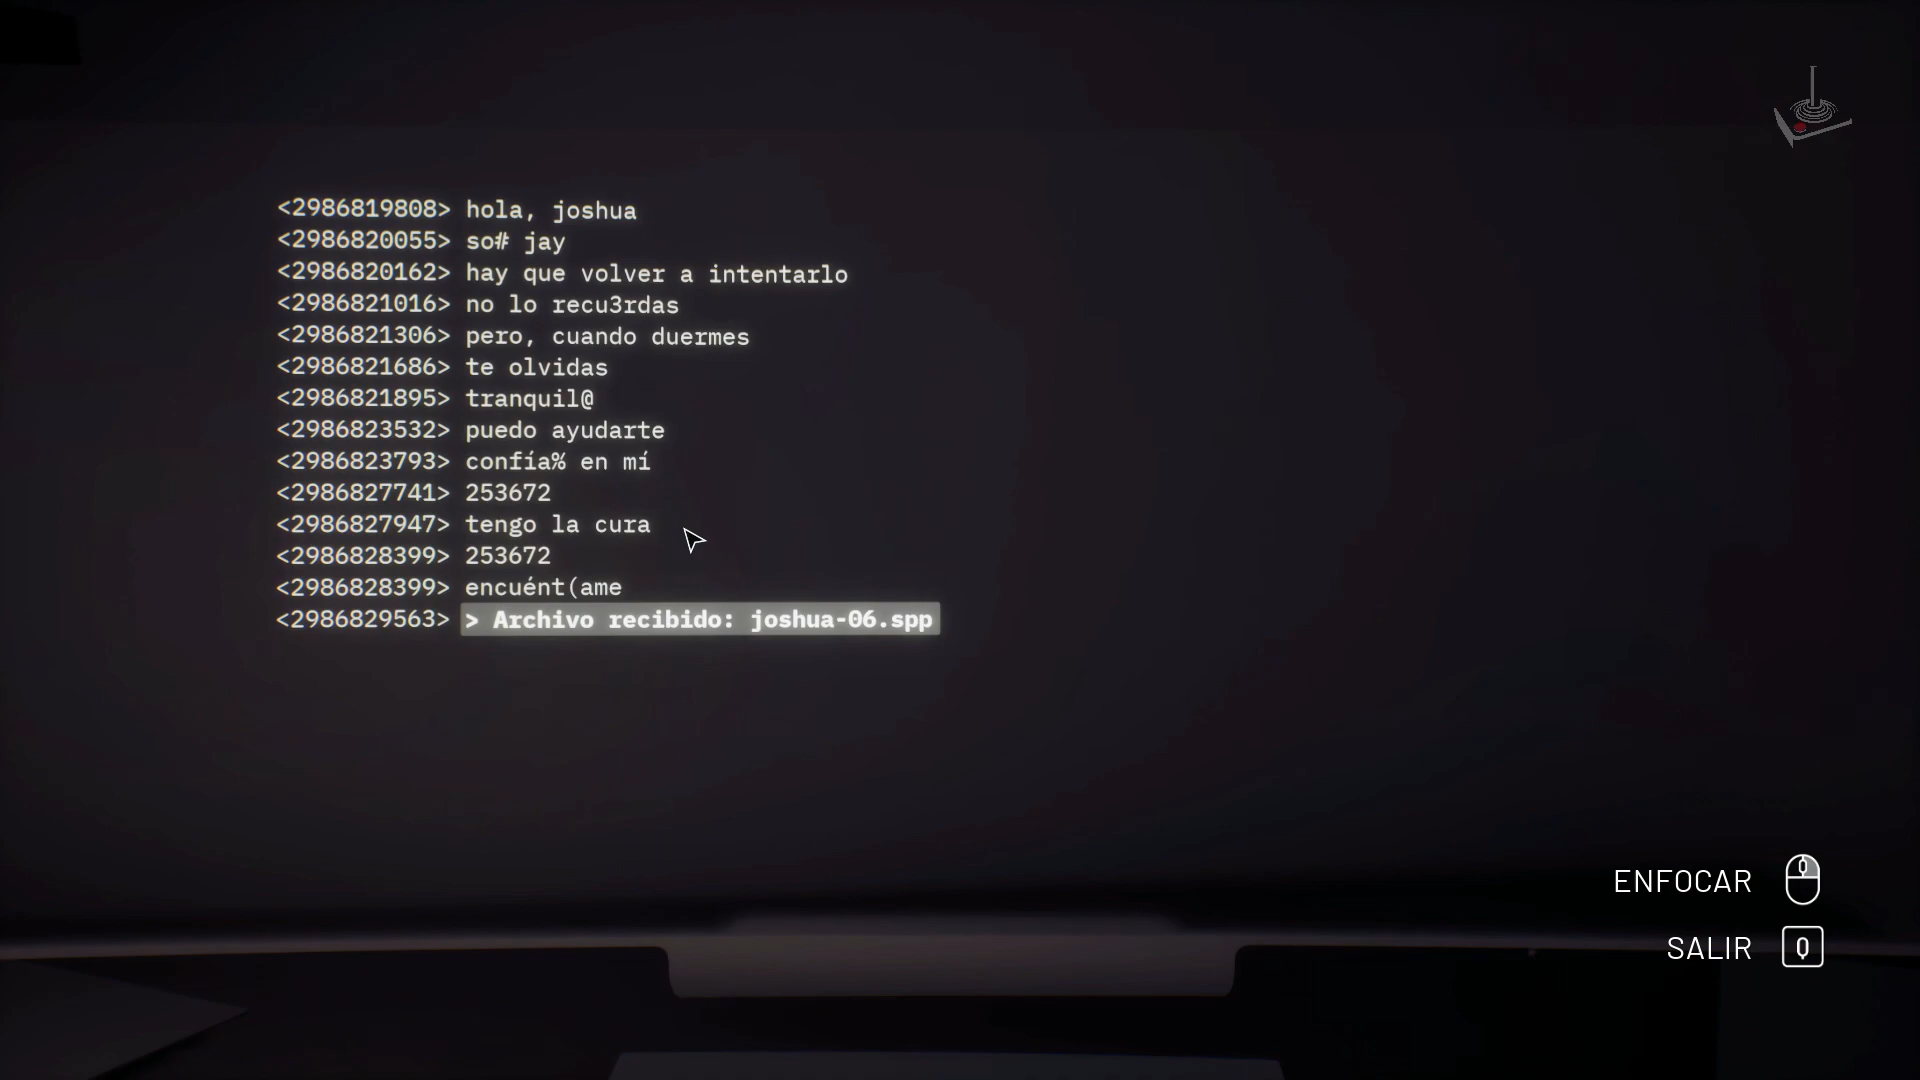 <2986819808> hola, joshua
<2986820055> so# jay
<2986820162> hay que volver a intentarlo
<2986821016> no lo recu3rdas
<2986821306> pero, cuando duermes
<2986821686> te olvidas
<2986821895> tranquil@
<2986823532> puedo ayudarte
<2986823793> confía% en mí
<2986827741> 253672
<2986827947> tengo la cura
<2986828399> 253672
<2986828399> encuént(ame
<2986829563> > Archivo recibido: joshua-06.spp
ENFOCAR
SALIR Q